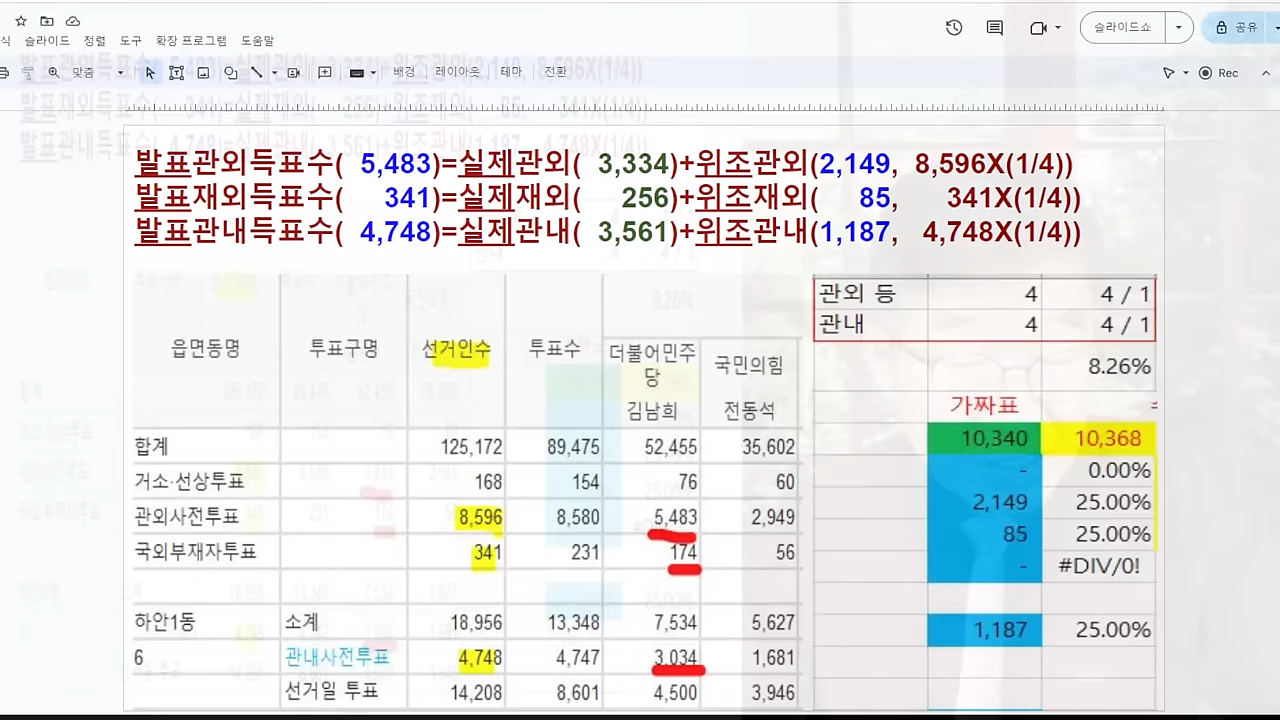 식 슬라이드 정렬 도구 확장 프로그램 도움말
슬라이드쇼
공유
맞춤
배경 레이아웃 테마 전환
Rec
발표관외득표수( 5,483)=실제관외( 3,334)+위조관외(2,149, 8,596X(1/4))
발표재외득표수( 341)=실제재외( 256)+위조재외( 85, 341X(1/4))
발표관내득표수( 4,748)=실제관내( 3,561)+위조관내(1,187, 4,748X(1/4))
읍면동명 투표구명 선거인수 투표수 더불어민주당 김남희 국민의힘 전동석
합계 125,172 89,475 52,455 35,602
거소·선상투표 168 154 76 60
관외사전투표 8,596 8,580 5,483 2,949
국외부재자투표 341 231 174 56
하안1동 소계 18,956 13,348 7,534 5,627
6 관내사전투표 4,748 4,747 3,034 1,681
선거일 투표 14,208 8,601 4,500 3,946
관외 등 4 4 / 1
관내 4 4 / 1
8.26%
가짜표
10,340 10,368
- 0.00%
2,149 25.00%
85 25.00%
- #DIV/0!
1,187 25.00%